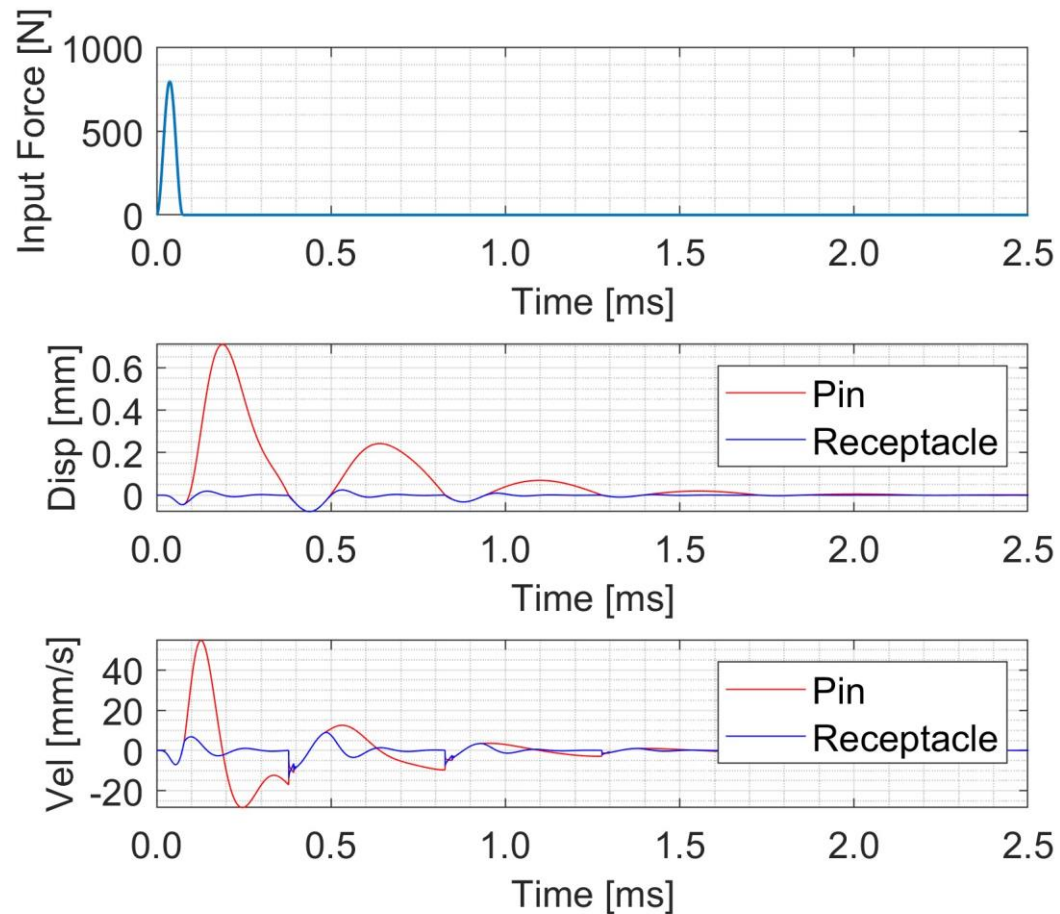 Input Force [N]
1000
500
0
0.0 0.5 1.0 1.5 2.0 2.5
Time [ms]
Disp [mm]
0.6
0.4
0.2
0
Pin
Receptacle
0.0 0.5 1.0 1.5 2.0 2.5
Time [ms]
Vel [mm/s]
40
20
0
-20
Pin
Receptacle
0.0 0.5 1.0 1.5 2.0 2.5
Time [ms]